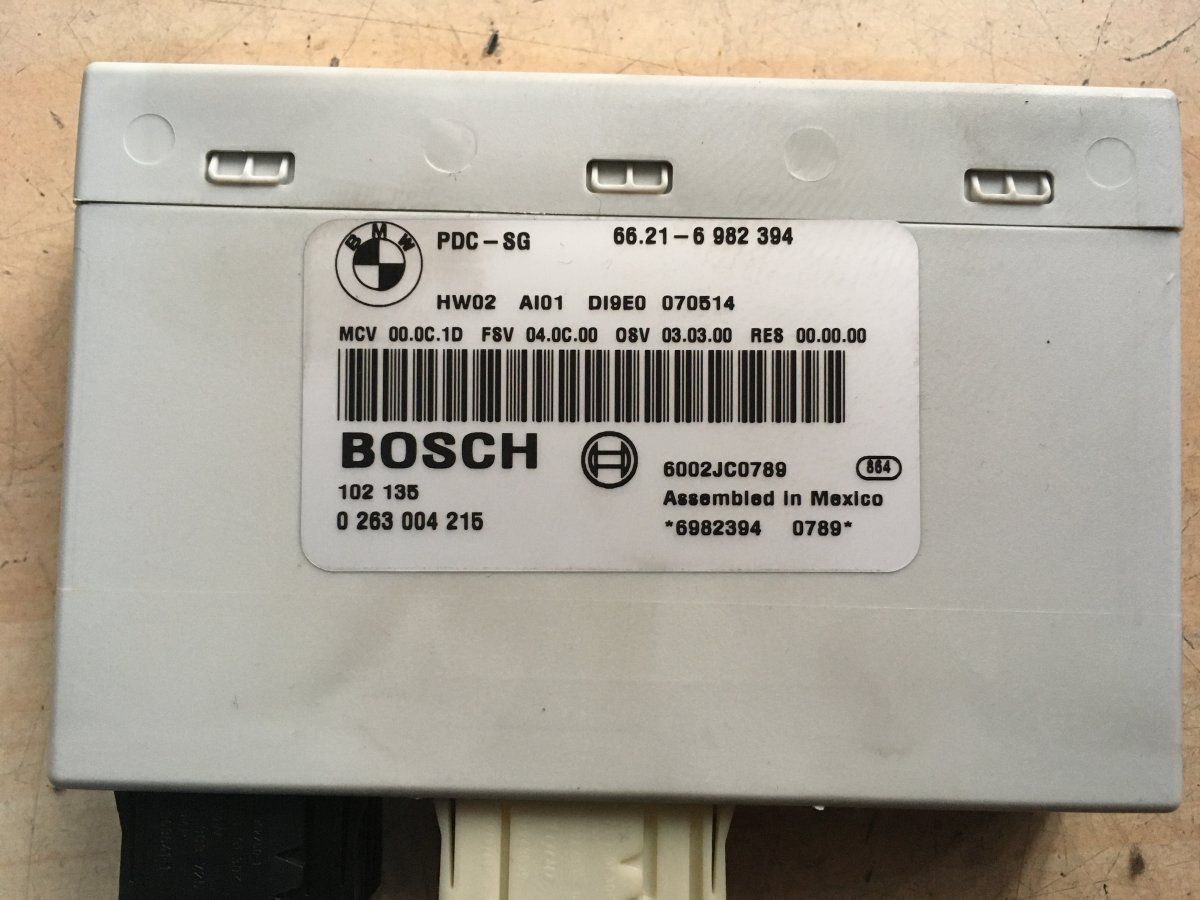 BMW
PDC-SG 66.21-6 982 394
HW02 AI01 DI9E0 070514
MCV 00.0C.1D FSV 04.0C.00 OSV 03.03.00 RES 00.00.00
BOSCH
6002JC0789 864
102 135 Assembled in Mexico
0 263 004 215 *6982394 0789*